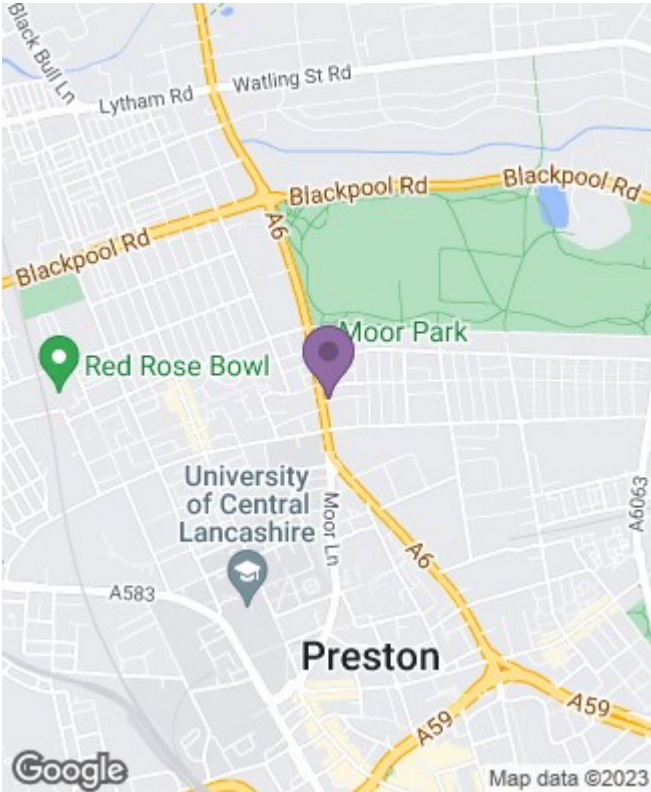 Black Bull Ln
Lytham Rd
Watling St Rd
Blackpool Rd
Blackpool Rd
Blackpool Rd
A6
Moor Park
Red Rose Bowl
University
of Central
Lancashire
Moor Ln
A6063
A6
A583
Preston
A59
A59
Google
Map data ©2023